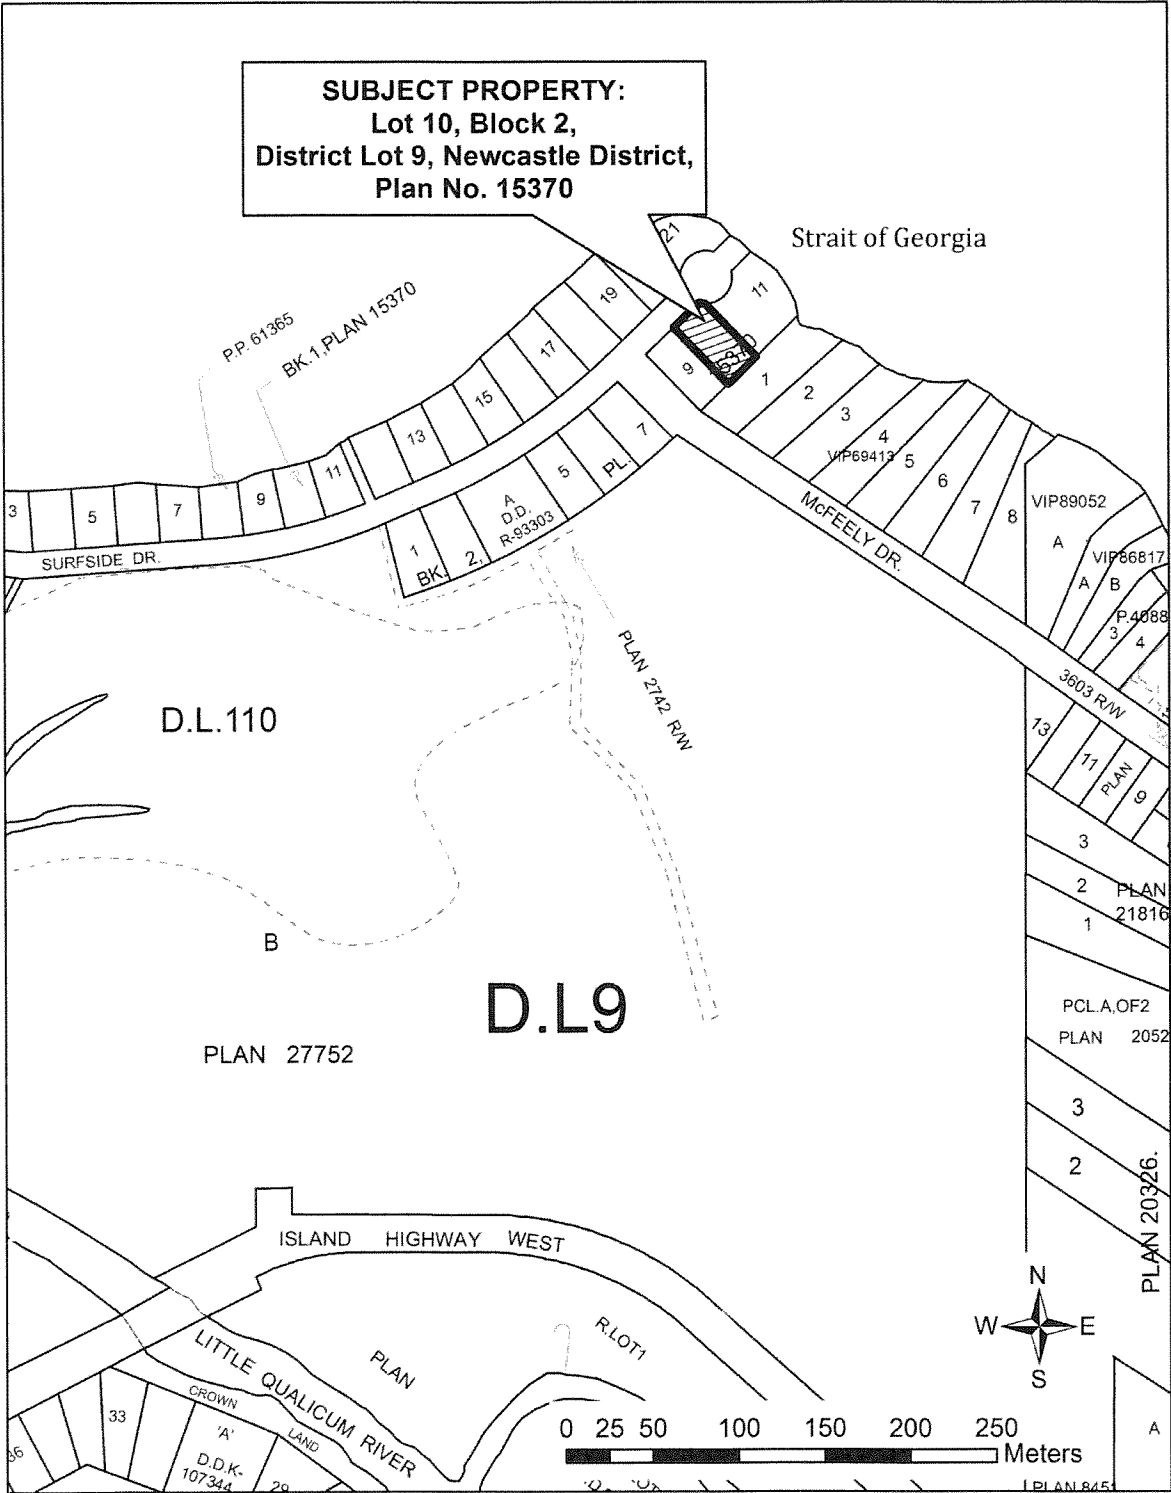 SUBJECT PROPERTY:
Lot 10, Block 2,
District Lot 9, Newcastle District,
Plan No. 15370
Strait of Georgia
21
11
19
17
15
13
11
9
7
5
3
P.P. 61365
BK.1,PLAN 15370
9
1
2
3
4
VIP69413
5
6
7
8
VIP89052
A
VIP86817
A
B
P.4088
3
4
SURFSIDE DR.
1
BK.
2,
A
D.D.
R-93303
5
PL.
7
McFEELY DR.
3603 R/W
PLAN 2742 R/W
13
11
PLAN
9
D.L.110
3
2
PLAN
21816
1
B
D.L9
PCL.A,OF2
PLAN 2052
PLAN 27752
3
2
PLAN 20326.
ISLAND HIGHWAY WEST
N
W
E
S
R.LOT1
PLAN
LITTLE QUALICUM RIVER
CROWN
LAND
33
36
'A'
D.D.K-
107344
29
A
0 25 50 100 150 200 250
Meters
PLAN 8451